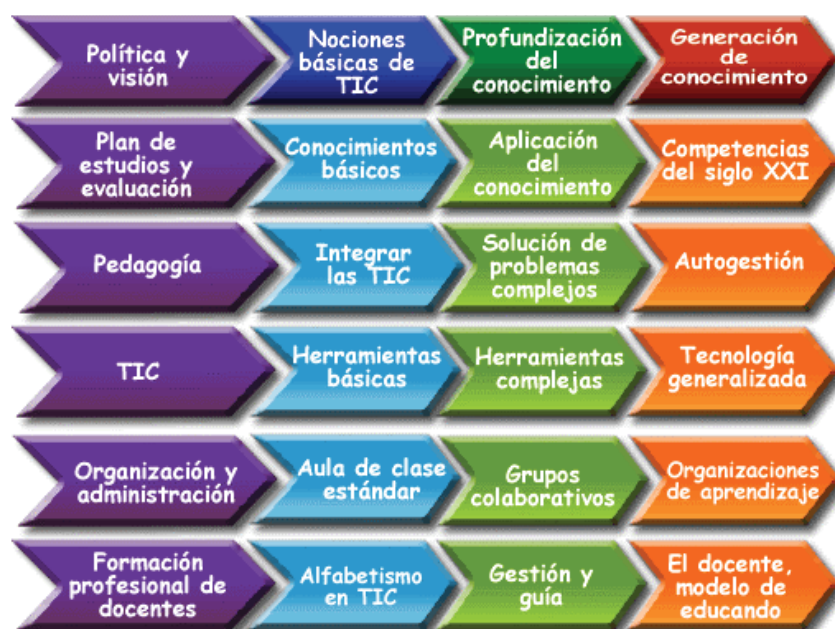 Política y
visión
Nociones
básicas de
TIC
Profundización
del
conocimiento
Generación
de
conocimiento
Plan de
estudios y
evaluación
Conocimientos
básicos
Aplicación
del
conocimiento
Competencias
del siglo XXI
Pedagogía
Integrar
las TIC
Solución de
problemas
complejos
Autogestión
TIC
Herramientas
básicas
Herramientas
complejas
Tecnología
generalizada
Organización y
administración
Aula de clase
estándar
Grupos
colaborativos
Organizaciones
de aprendizaje
Formación
profesional de
docentes
Alfabetismo
en TIC
Gestión y
guía
El docente,
modelo de
educando